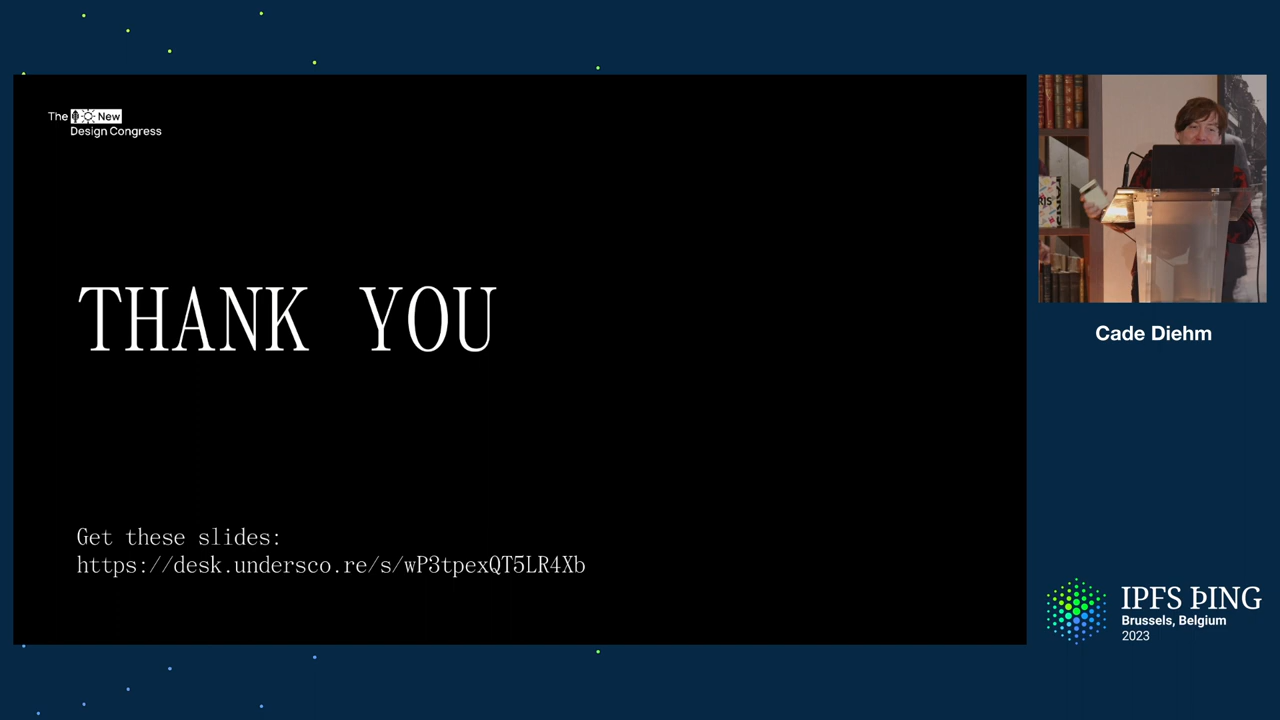 The New
Design Congress
THANK YOU
Get these slides:
https://desk.undersco.re/s/wP3tpexQT5LR4Xb
Cade Diehm
IPFS ÞING
Brussels, Belgium
2023